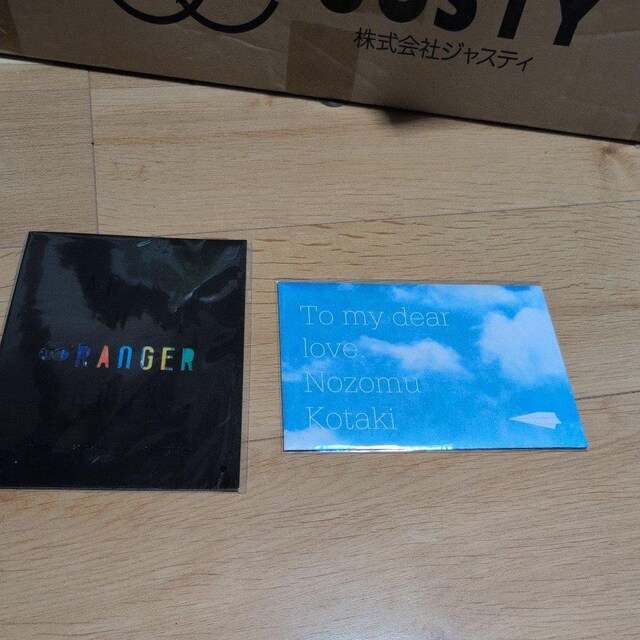 JUSTY
株式会社ジャスティ
RANGER
To my dear
love.
Nozomu
Kotaki